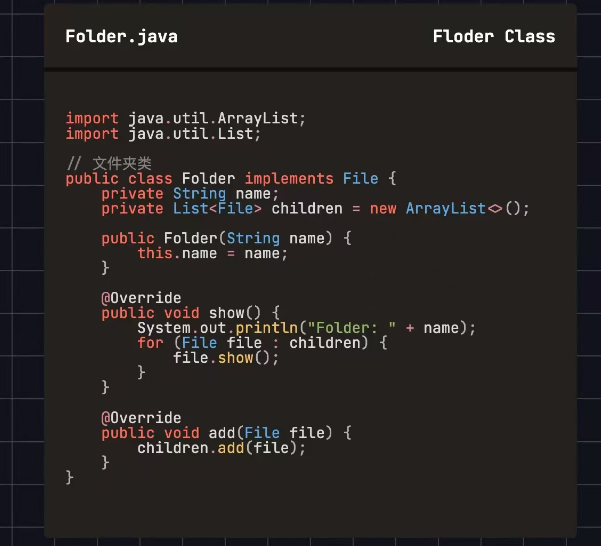 Folder.java
Floder Class
import java.util.ArrayList;
import java.util.List;
// 文件夹类
public class Folder implements File {
    private String name;
    private List<File> children = new ArrayList<>();
    public Folder(String name) {
        this.name = name;
    }
    @Override
    public void show() {
        System.out.println("Folder: " + name);
        for (File file : children) {
            file.show();
        }
    }
    @Override
    public void add(File file) {
        children.add(file);
    }
}